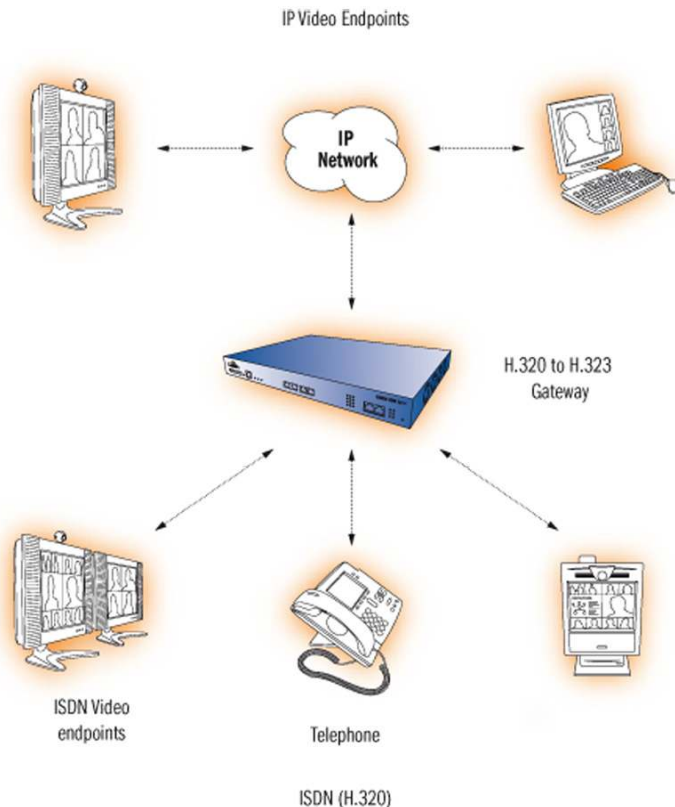 IP Video Endpoints
IP
Network
H.320 to H.323
Gateway
ISDN Video
endpoints
Telephone
ISDN (H.320)